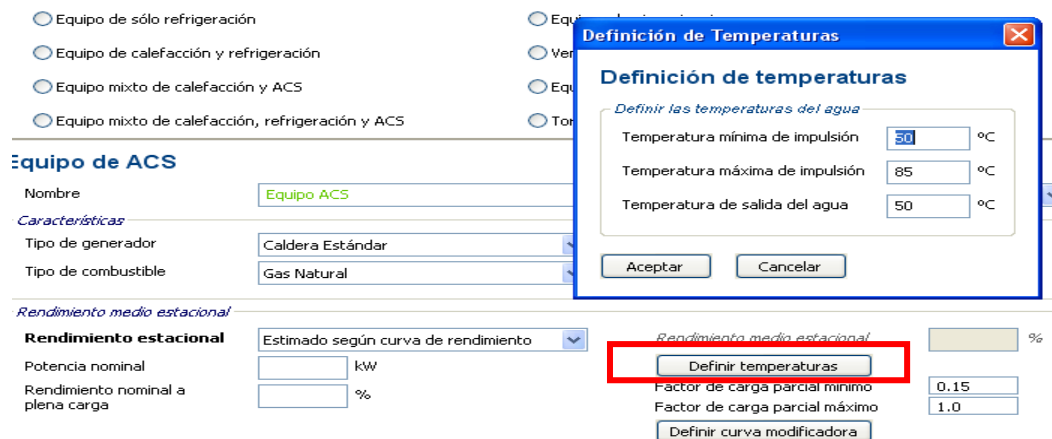 Equipo de sólo refrigeración
Equipo de calefacción y refrigeración
Equipo mixto de calefacción y ACS
Equipo mixto de calefacción, refrigeración y ACS
Definición de Temperaturas
Definición de temperaturas
Definir las temperaturas del agua
Temperatura mínima de impulsión 50 ºC
Temperatura máxima de impulsión 85 ºC
Temperatura de salida del agua 50 ºC
Aceptar Cancelar
Equipo de ACS
Nombre Equipo ACS
Características
Tipo de generador Caldera Estándar
Tipo de combustible Gas Natural
Rendimiento medio estacional
Rendimiento estacional Estimado según curva de rendimiento Rendimiento medio estacional %
Potencia nominal kW Definir temperaturas
Rendimiento nominal a plena carga % Factor de carga parcial mínimo 0.15
Factor de carga parcial máximo 1.0
Definir curva modificadora